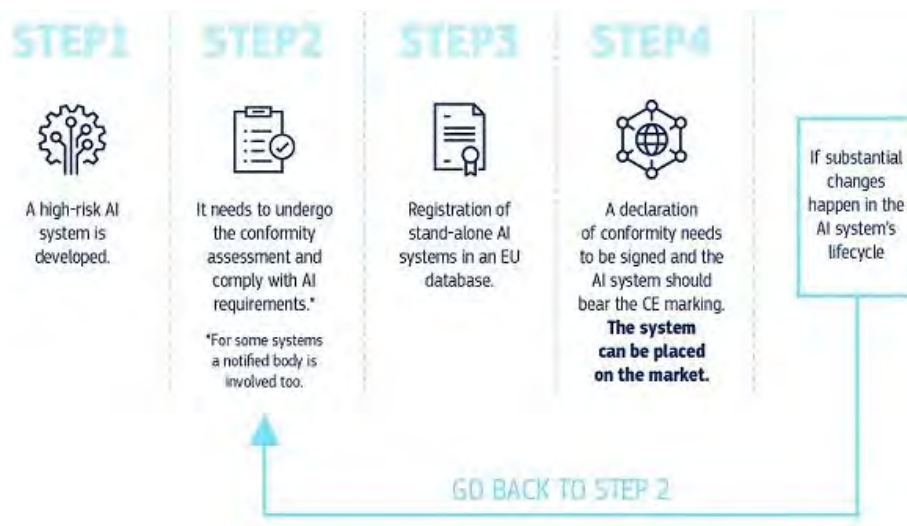 STEP1
A high-risk AI
system is
developed.
STEP2
It needs to undergo
the conformity
assessment and
comply with AI
requirements.*
*For some systems
a notified body is
involved too.
STEP3
Registration of
stand-alone AI
systems in an EU
database.
STEP4
A declaration
of conformity needs
to be signed and the
AI system should
bear the CE marking.
The system
can be placed
on the market.
If substantial
changes
happen in the
AI system's
lifecycle
GO BACK TO STEP 2